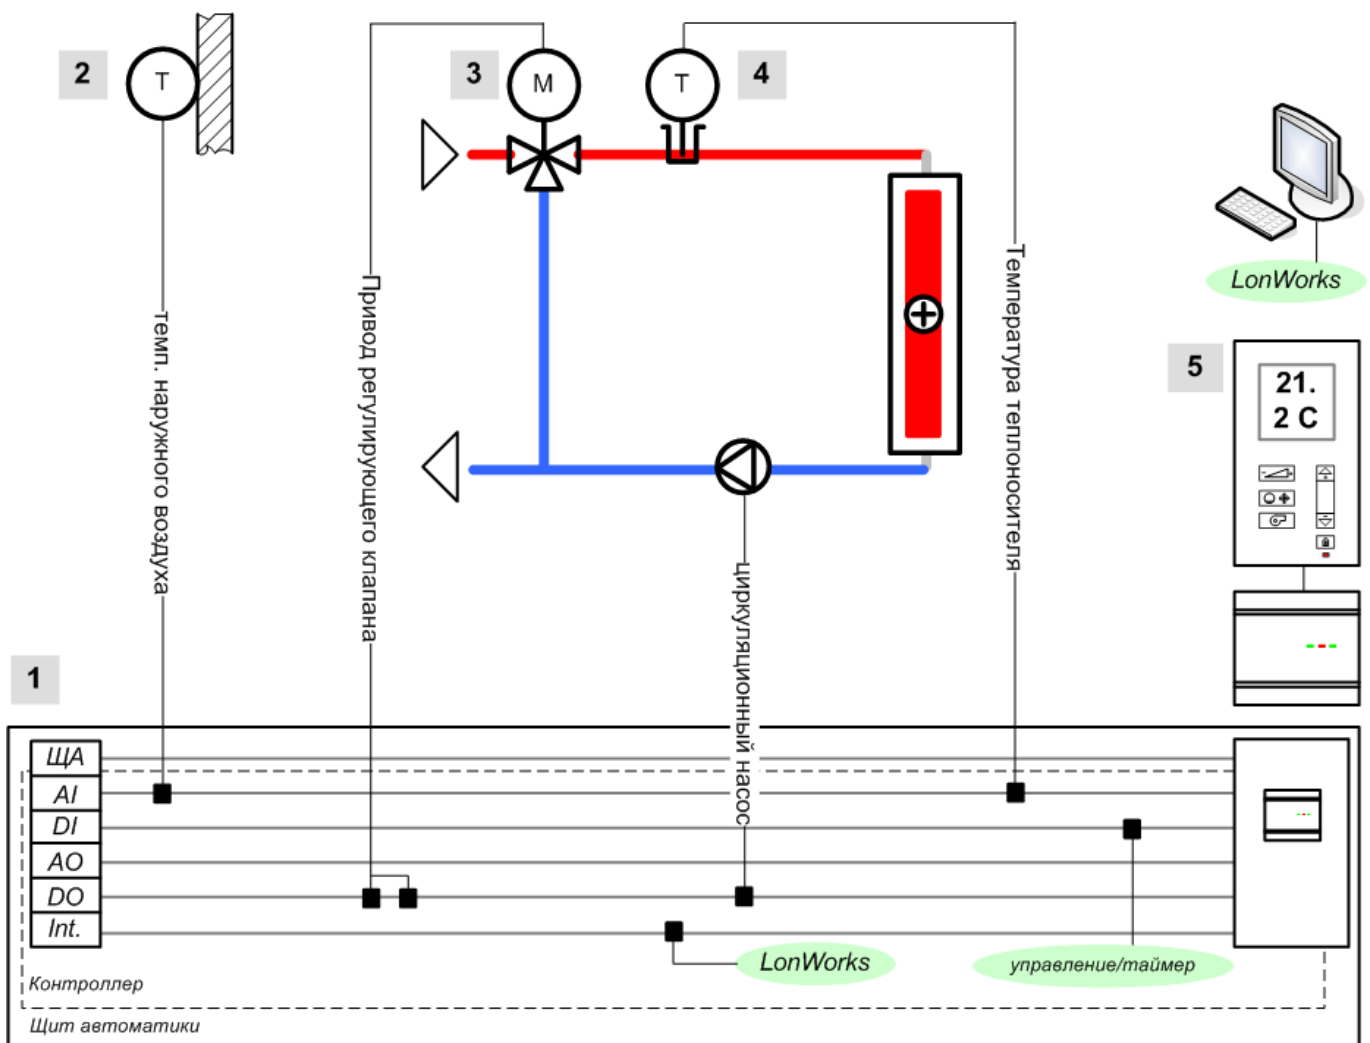 2
T
3
M
T
4
LonWorks
5
21.
2 C
темп. наружного воздуха
Привод регулирующего клапана
Температура теплоносителя
циркуляционный насос
1
ЩА
AI
DI
AO
DO
Int.
LonWorks
управление/таймер
Контроллер
Щит автоматики